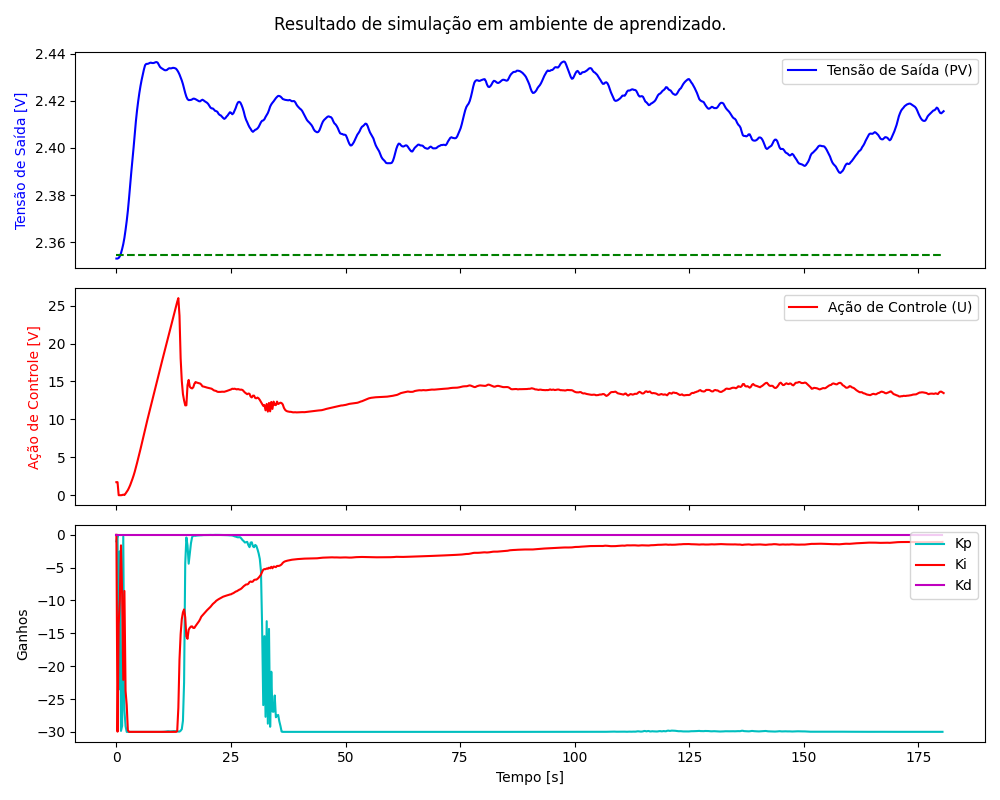 Resultado de simulação em ambiente de aprendizado.
Tensão de Saída [V]
2.44
2.42
2.40
2.38
2.36
Tensão de Saída (PV)
Ação de Controle [V]
25
20
15
10
5
0
Ação de Controle (U)
Ganhos
0
−5
−10
−15
−20
−25
−30
Kp
Ki
Kd
0 25 50 75 100 125 150 175
Tempo [s]